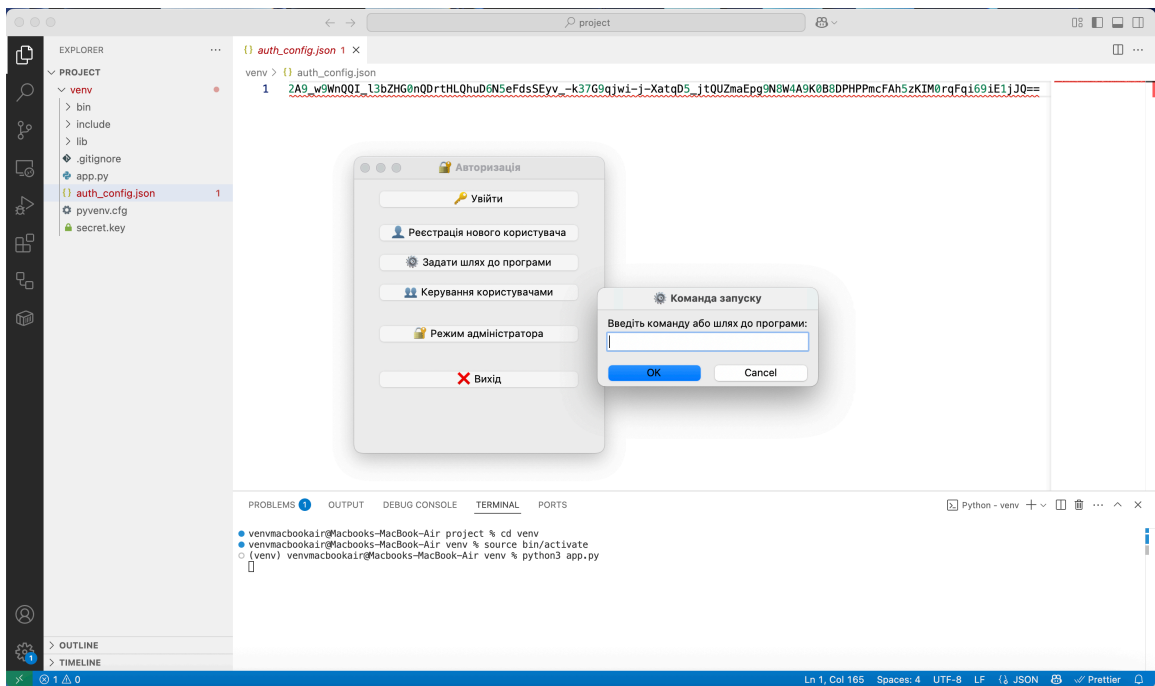 project
EXPLORER
PROJECT
venv
bin
include
lib
.gitignore
app.py
auth_config.json 1
pyvenv.cfg
secret.key
OUTLINE
TIMELINE
{} auth_config.json 1
venv > {} auth_config.json
1 2A9_w9WnQQI_l3bZHG0nQDrtHLQhuD6N5eFdsSEyv_-k37G9qjwi-j-XatqD5_jtQUZmaEpg9N8W4A9K0B8DPHPPmcFAh5zKIM0rqFqi69iE1jJQ==
Авторизація
Увійти
Реєстрація нового користувача
Задати шлях до програми
Керування користувачами
Режим адміністратора
Вихід
Команда запуску
Введіть команду або шлях до програми:
OK Cancel
PROBLEMS 1 OUTPUT DEBUG CONSOLE TERMINAL PORTS
Python - venv
venvmacbookair@Macbooks-MacBook-Air project % cd venv
venvmacbookair@Macbooks-MacBook-Air venv % source bin/activate
(venv) venvmacbookair@Macbooks-MacBook-Air venv % python3 app.py
1
1 0 Ln 1, Col 165 Spaces: 4 UTF-8 LF {} JSON Prettier